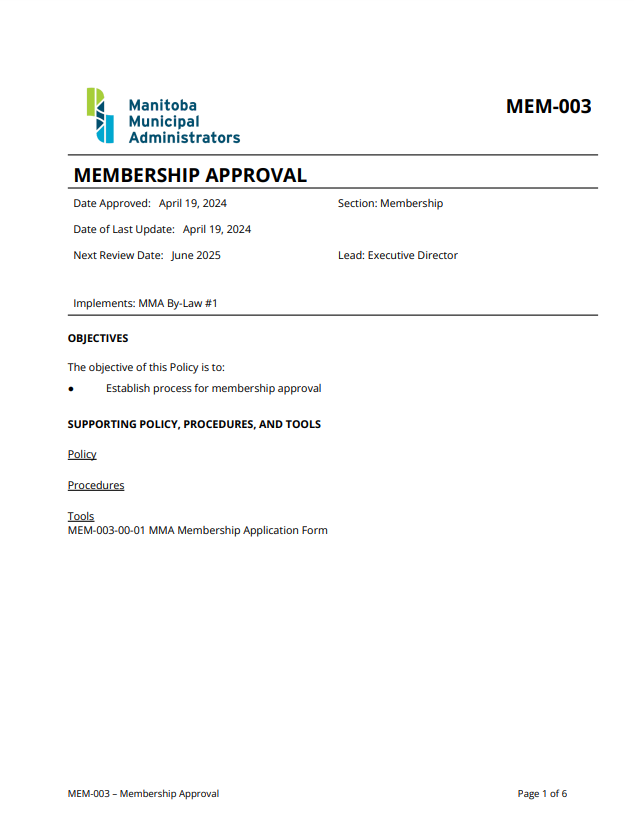 Manitoba
Municipal
Administrators
MEM-003
MEMBERSHIP APPROVAL
Date Approved: April 19, 2024 Section: Membership
Date of Last Update: April 19, 2024
Next Review Date: June 2025 Lead: Executive Director
Implements: MMA By-Law #1
OBJECTIVES
The objective of this Policy is to:
● Establish process for membership approval
SUPPORTING POLICY, PROCEDURES, AND TOOLS
Policy
Procedures
Tools
MEM-003-00-01 MMA Membership Application Form
MEM-003 – Membership Approval Page 1 of 6